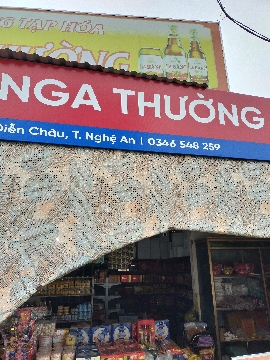 TẠP HÓA
NGA THƯỜNG
Diễn Châu, T. Nghệ An | 0346 548 259